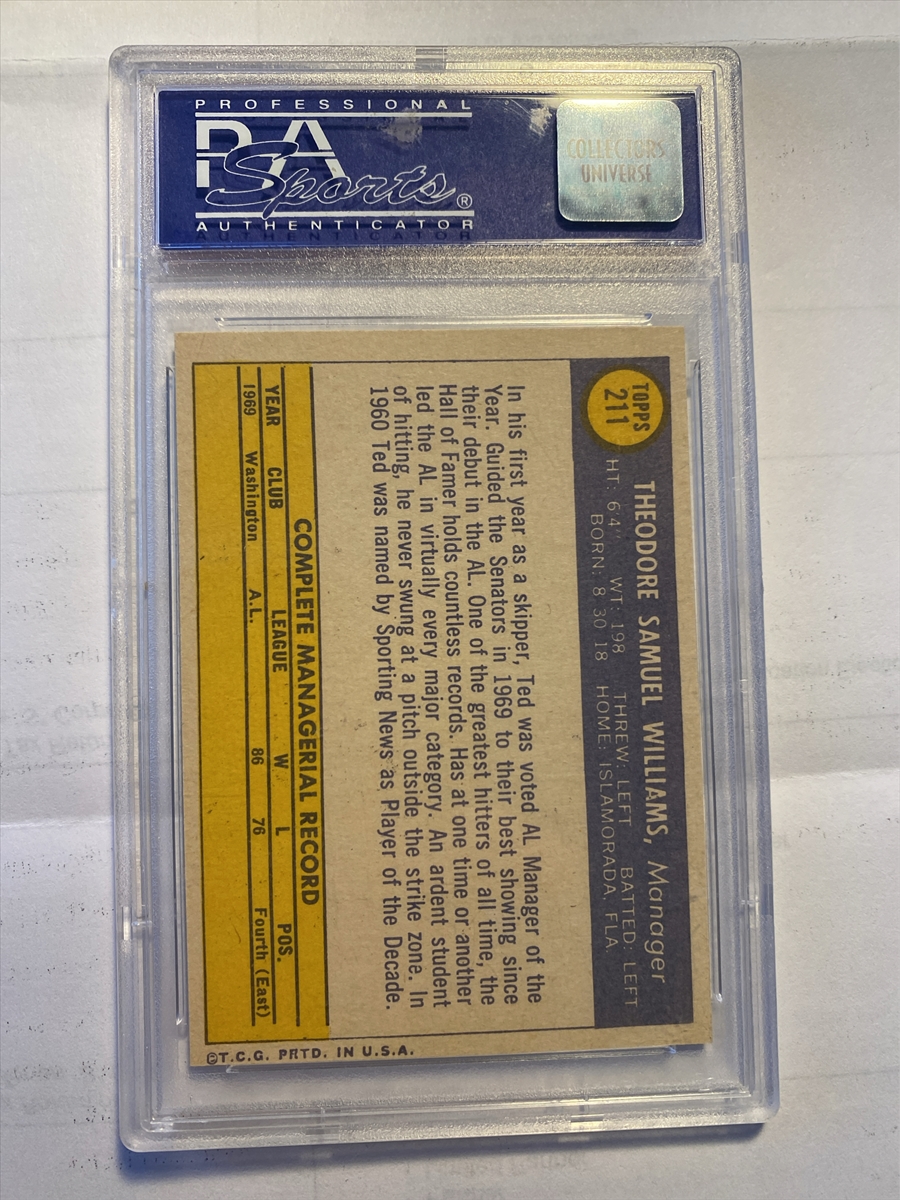 PROFESSIONAL
PSA
Sports®
AUTHENTICATOR
COLLECTORS
UNIVERSE
TOPPS
211
THEODORE SAMUEL WILLIAMS, Manager
HT: 6'4" WT: 198 THREW: LEFT BATTED: LEFT
BORN: 8 30 18 HOME: ISLAMORADA, FLA.
In his first year as a skipper, Ted was voted AL Manager of the
Year. Guided the Senators in 1969 to their best showing since
their debut in the AL. One of the greatest hitters of all time, the
Hall of Famer holds countless records. Has at one time or another
led the AL in virtually every major category. An ardent student
of hitting, he never swung at a pitch outside the strike zone. In
1960 Ted was named by Sporting News as Player of the Decade.
COMPLETE MANAGERIAL RECORD
YEAR CLUB LEAGUE W L POS.
1969 Washington A.L. 86 76 Fourth (East)
©T.C.G. PRTD. IN U.S.A.